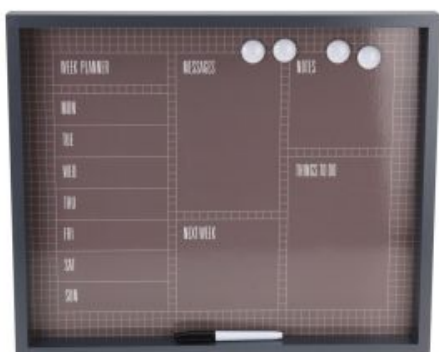 WEEK PLANNER
MON
TUE
WED
THU
FRI
SAT
SUN
MESSAGES
NEXT WEEK
NOTES
THINGS TO DO